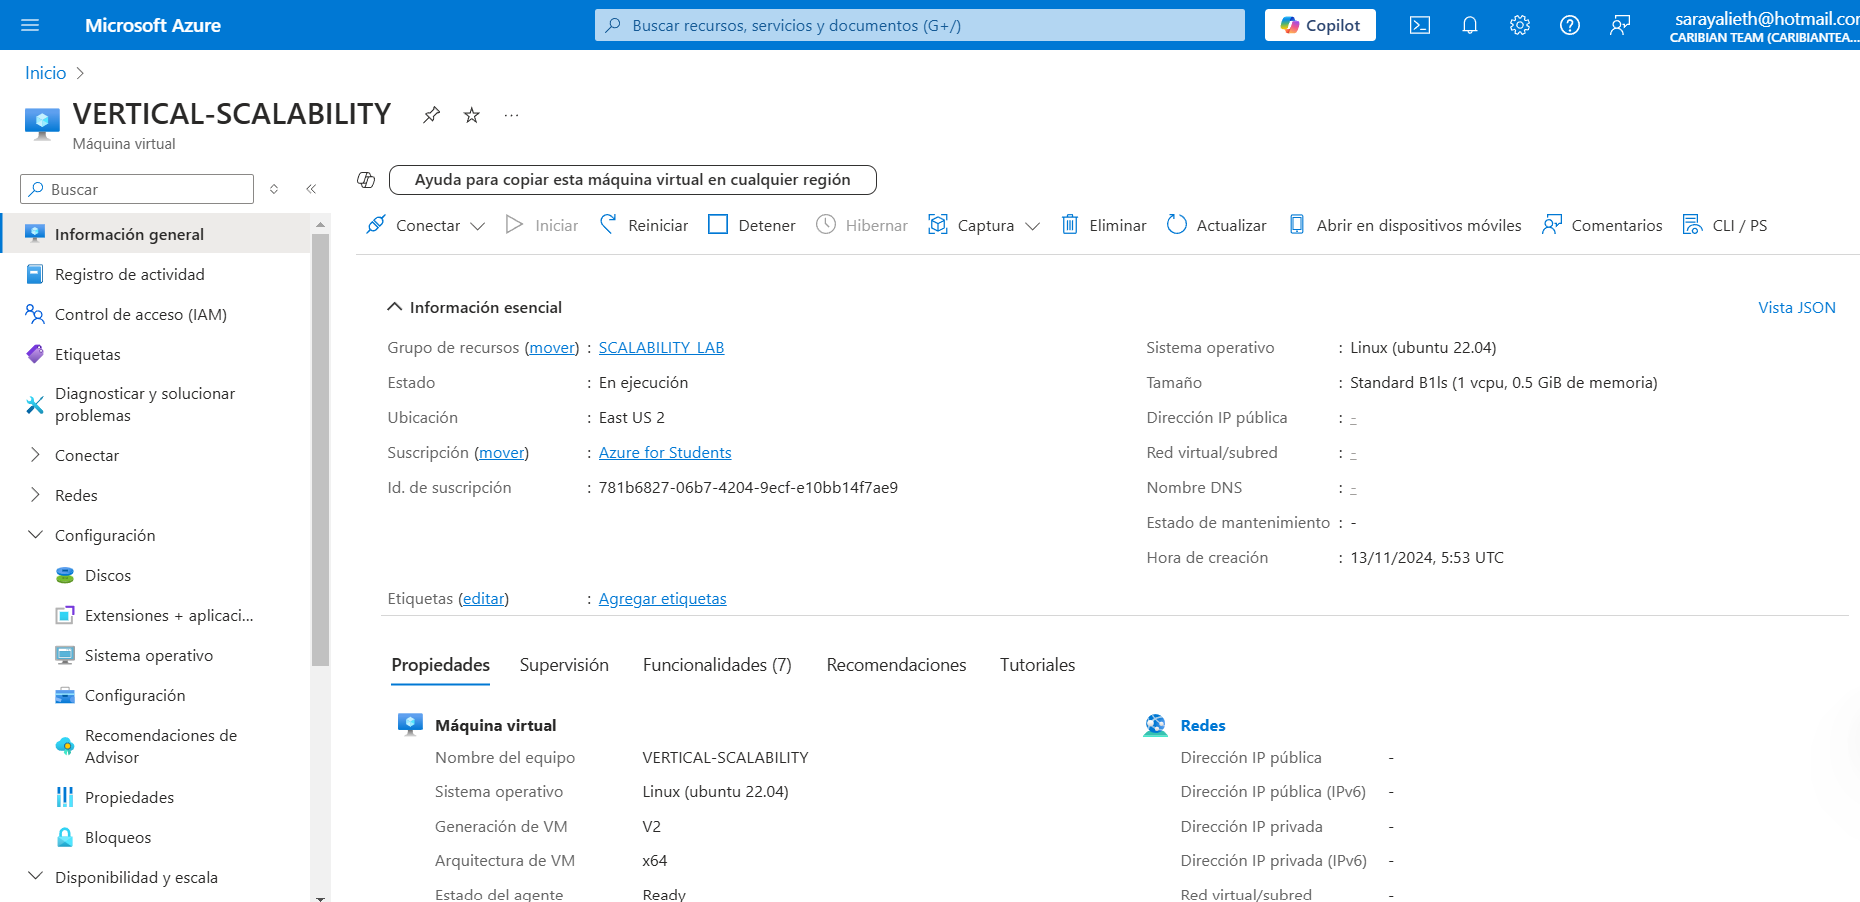 Microsoft Azure
Buscar recursos, servicios y documentos (G+/)
Copilot
sarayalieth@hotmail.com
CARIBIAN TEAM (CARIBIANTEA...
Inicio
VERTICAL-SCALABILITY
Máquina virtual
Buscar
Ayuda para copiar esta máquina virtual en cualquier región
Conectar Iniciar Reiniciar Detener Hibernar Captura Eliminar Actualizar Abrir en dispositivos móviles Comentarios CLI / PS
Información general
Registro de actividad
Control de acceso (IAM)
Etiquetas
Diagnosticar y solucionar
problemas
Conectar
Redes
Configuración
Discos
Extensiones + aplicaci...
Sistema operativo
Configuración
Recomendaciones de
Advisor
Propiedades
Bloqueos
Disponibilidad y escala
Información esencial
Vista JSON
Grupo de recursos (mover) : SCALABILITY_LAB
Estado : En ejecución
Ubicación : East US 2
Suscripción (mover) : Azure for Students
Id. de suscripción : 781b6827-06b7-4204-9ecf-e10bb14f7ae9
Sistema operativo : Linux (ubuntu 22.04)
Tamaño : Standard B1ls (1 vcpu, 0.5 GiB de memoria)
Dirección IP pública : -
Red virtual/subred : -
Nombre DNS : -
Estado de mantenimiento : -
Hora de creación : 13/11/2024, 5:53 UTC
Etiquetas (editar) : Agregar etiquetas
Propiedades Supervisión Funcionalidades (7) Recomendaciones Tutoriales
Máquina virtual
Nombre del equipo VERTICAL-SCALABILITY
Sistema operativo Linux (ubuntu 22.04)
Generación de VM V2
Arquitectura de VM x64
Estado del agente Ready
Redes
Dirección IP pública -
Dirección IP pública (IPv6) -
Dirección IP privada -
Dirección IP privada (IPv6) -
Red virtual/subred -